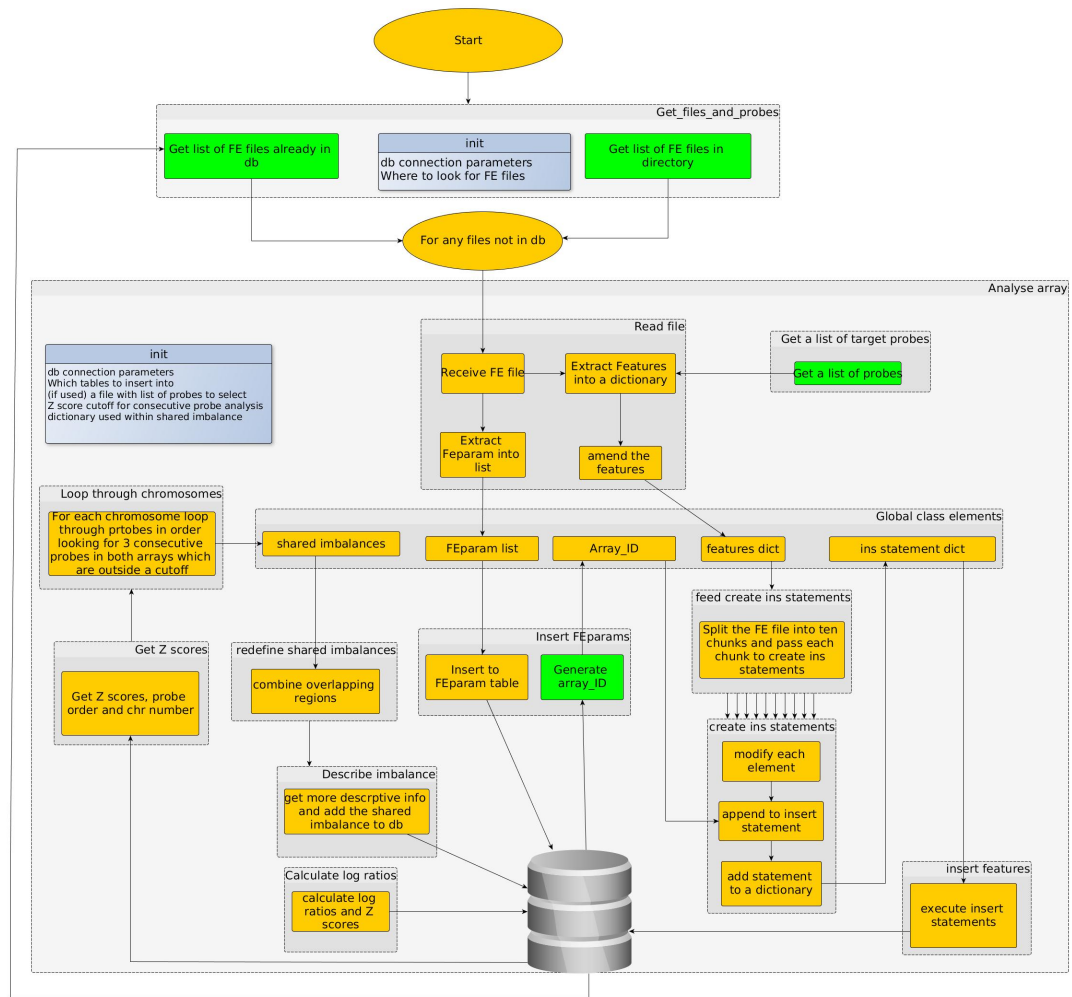 Start
Get_files_and_probes
Get list of FE files already in
db
init
db connection parameters
Where to look for FE files
Get list of FE files in
directory
For any files not in db
Analyse array
init
db connection parameters
Which tables to insert into
(if used) a file with list of probes to select
Z score cutoff for consecutive probe analysis
dictionary used within shared imbalance
Read file
Receive FE file
Extract Features
into a dictionary
Get a list of target probes
Get a list of probes
Extract
Feparam into
list
amend the
features
Loop through chromosomes
For each chromosome loop
through prtobes in order
looking for 3 consecutive
probes in both arrays which
are outside a cutoff
Global class elements
shared imbalances
FEparam list
Array_ID
features dict
ins statement dict
feed create ins statements
Split the FE file into ten
chunks and pass each
chunk to create ins
statements
Get Z scores
Get Z scores, probe
order and chr number
redefine shared imbalances
combine overlapping
regions
Insert FEparams
Insert to
FEparam table
Generate
array_ID
create ins statements
modify each
element
append to insert
statement
add statement
to a dictionary
Describe imbalance
get more descrptive info
and add the shared
imbalance to db
Calculate log ratios
calculate log
ratios and Z
scores
insert features
execute insert
statements